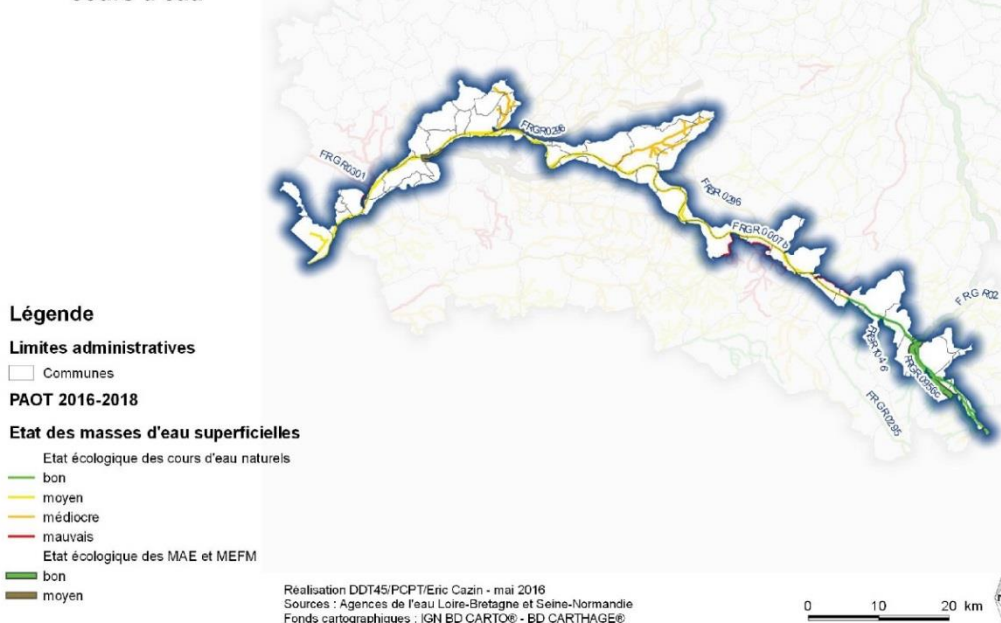 FRGR0296
FRGR0301
FRGR0296
FRGR0007b
FRGR02
FRGR1046
FRGR0956c
FRGR0295
Légende
Limites administratives
Communes
PAOT 2016-2018
Etat des masses d'eau superficielles
Etat écologique des cours d'eau naturels
bon
moyen
médiocre
mauvais
Etat écologique des MAE et MEFM
bon
moyen
Réalisation DDT45/PCPT/Eric Cazin - mai 2016
Sources : Agences de l'eau Loire-Bretagne et Seine-Normandie
Fonds cartographiques : IGN BD CARTO® - BD CARTHAGE®
0 10 20 km